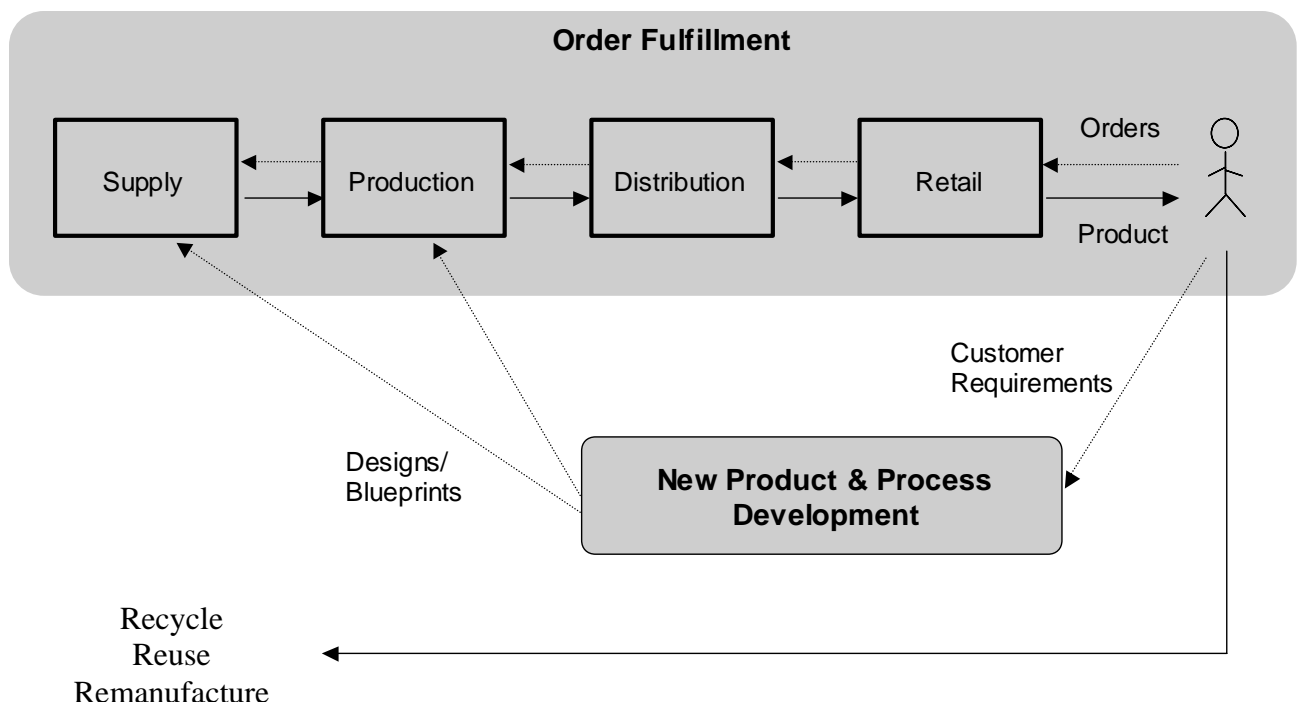 Order Fulfillment
Orders
Supply
Production
Distribution
Retail
Product
Customer
Requirements
Designs/
Blueprints
New Product & Process
Development
Recycle
Reuse
Remanufacture